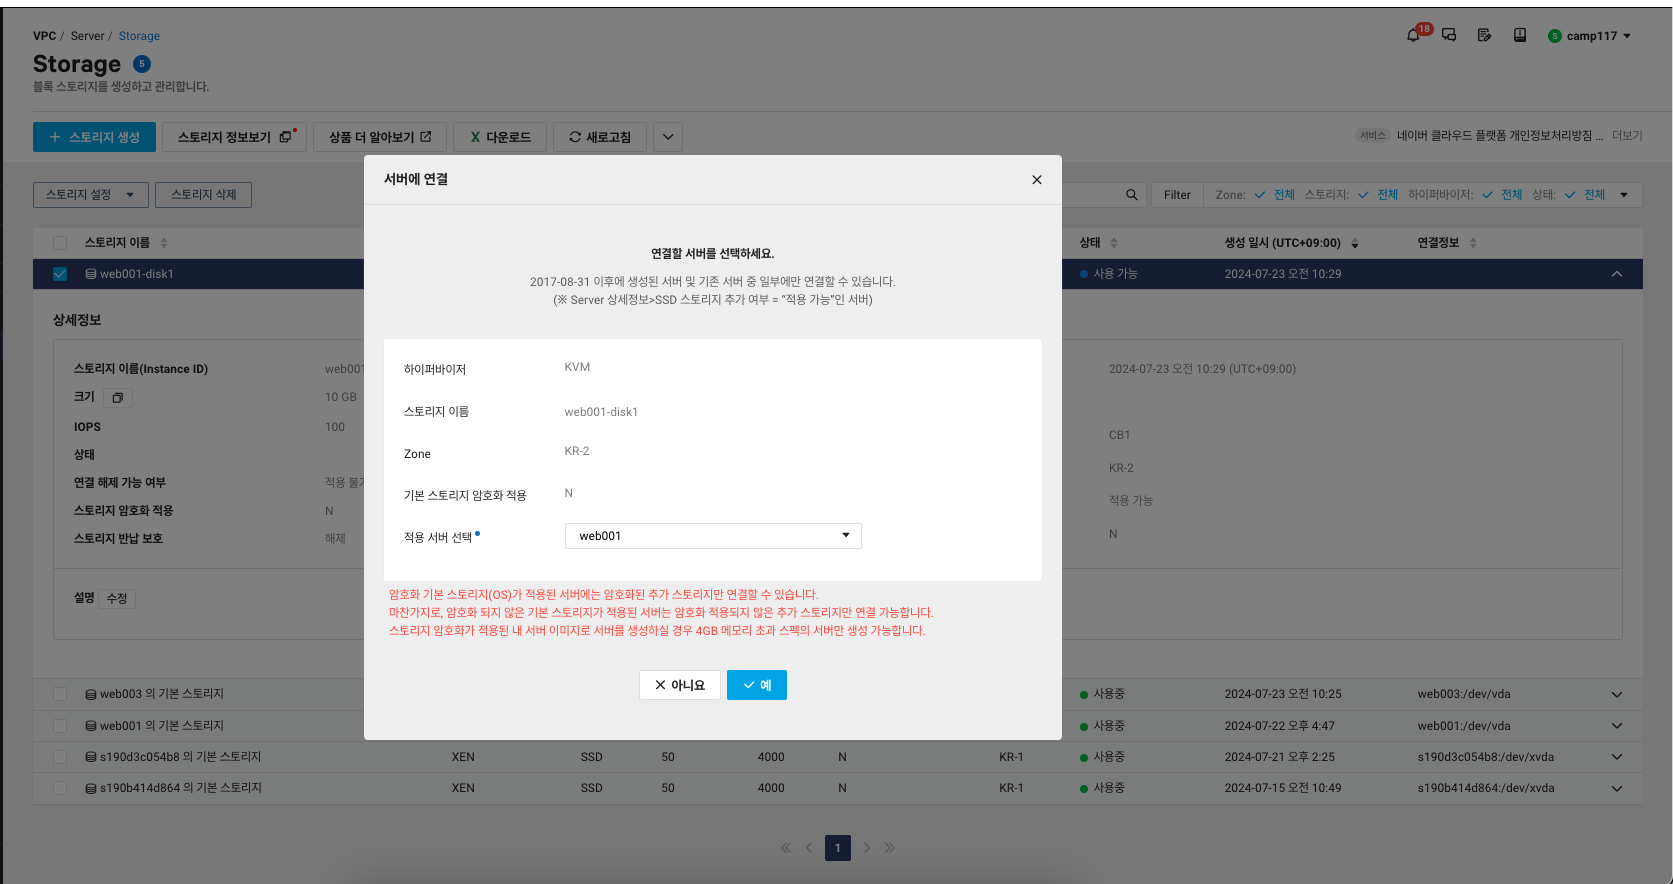 VPC / Server / Storage
18
S camp117
Storage 5
블록 스토리지를 생성하고 관리합니다.
스토리지 생성
스토리지 정보보기
상품 더 알아보기
X 다운로드
새로고침
서비스 네이버 클라우드 플랫폼 개인정보처리방침 ... 더보기
스토리지 설정
스토리지 삭제
Filter
Zone: 전체 스토리지: 전체 하이퍼바이저: 전체 상태: 전체
스토리지 이름
상태
생성 일시 (UTC+09:00)
연결정보
web001-disk1
사용 가능
2024-07-23 오전 10:29
상세정보
스토리지 이름(Instance ID)
web001
2024-07-23 오전 10:29 (UTC+09:00)
크기
10 GB
IOPS
100
CB1
상태
KR-2
연결 해제 가능 여부
적용 불가
적용 가능
스토리지 암호화 적용
N
N
스토리지 반납 보호
해제
설명 수정
서버에 연결
연결할 서버를 선택하세요.
2017-08-31 이후에 생성된 서버 및 기존 서버 중 일부에만 연결할 수 있습니다.
(※ Server 상세정보>SSD 스토리지 추가 여부 = “적용 가능”인 서버)
하이퍼바이저
KVM
스토리지 이름
web001-disk1
Zone
KR-2
기본 스토리지 암호화 적용
N
적용 서버 선택
web001
암호화 기본 스토리지(OS)가 적용된 서버에는 암호화된 추가 스토리지만 연결할 수 있습니다.
마찬가지로, 암호화 되지 않은 기본 스토리지가 적용된 서버는 암호화 적용되지 않은 추가 스토리지만 연결 가능합니다.
스토리지 암호화가 적용된 내 서버 이미지로 서버를 생성하실 경우 4GB 메모리 초과 스펙의 서버만 생성 가능합니다.
아니요
예
web003 의 기본 스토리지
사용중
2024-07-23 오전 10:25
web003:/dev/vda
web001 의 기본 스토리지
사용중
2024-07-22 오후 4:47
web001:/dev/vda
s190d3c054b8 의 기본 스토리지 XEN SSD 50 4000 N KR-1 사용중 2024-07-21 오후 2:25 s190d3c054b8:/dev/xvda
s190b414d864 의 기본 스토리지 XEN SSD 50 4000 N KR-1 사용중 2024-07-15 오전 10:49 s190b414d864:/dev/xvda
1